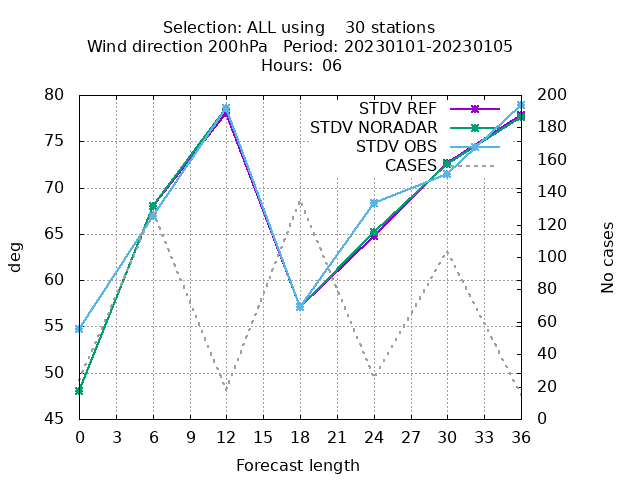 Selection: ALL using 30 stations
Wind direction 200hPa Period: 20230101-20230105
Hours: 06
80 200
STDV REF
STDV NORADAR
STDV OBS
CASES
75 180
70 160
65 140
60 120
55 100
50 80
45 60
40
20
0
deg
No cases
0 3 6 9 12 15 18 21 24 27 30 33 36
Forecast length